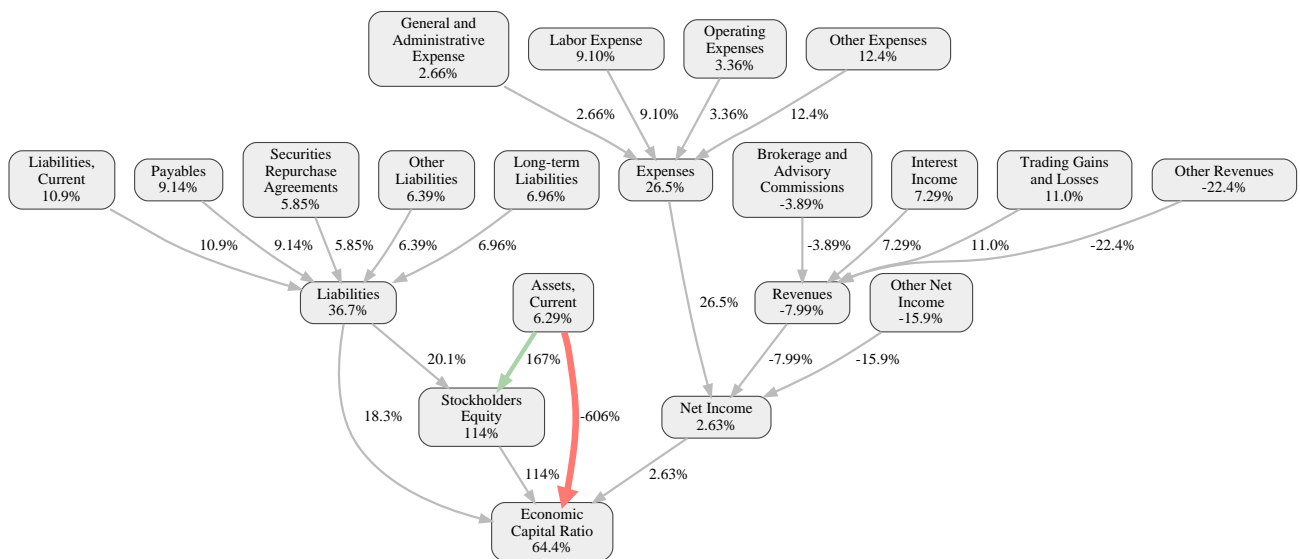 General and
Administrative
Expense
2.66%
Labor Expense
9.10%
Operating
Expenses
3.36%
Other Expenses
12.4%
2.66%
9.10%
3.36%
12.4%
Liabilities,
Current
10.9%
Payables
9.14%
Securities
Repurchase
Agreements
5.85%
Other
Liabilities
6.39%
Long-term
Liabilities
6.96%
Expenses
26.5%
Brokerage and
Advisory
Commissions
-3.89%
Interest
Income
7.29%
Trading Gains
and Losses
11.0%
Other Revenues
-22.4%
10.9%
9.14%
5.85%
6.39%
6.96%
-3.89%
7.29%
11.0%
-22.4%
Liabilities
36.7%
Assets,
Current
6.29%
26.5%
Revenues
-7.99%
Other Net
Income
-15.9%
20.1%
167%
-7.99%
-15.9%
18.3%
Stockholders
Equity
114%
-606%
Net Income
2.63%
114%
2.63%
Economic
Capital Ratio
64.4%